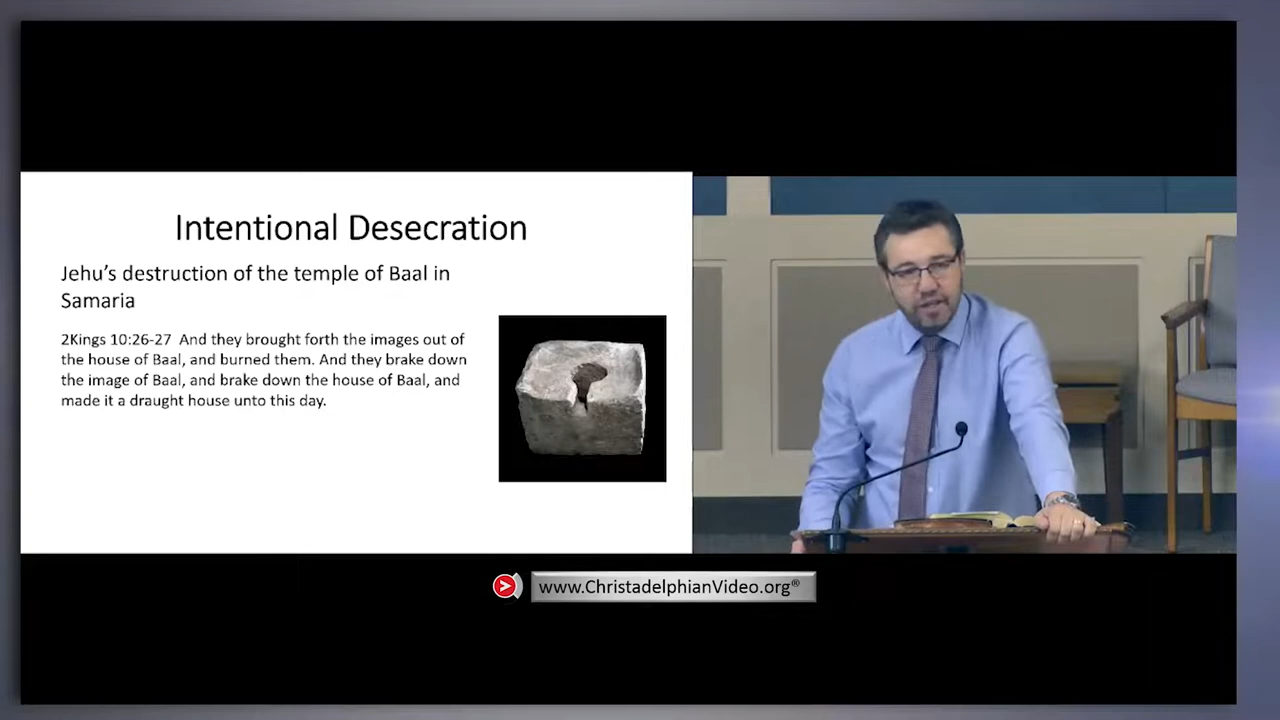 Intentional Desecration
Jehu's destruction of the temple of Baal in
Samaria
2Kings 10:26-27 And they brought forth the images out of
the house of Baal, and burned them. And they brake down
the image of Baal, and brake down the house of Baal, and
made it a draught house unto this day.
www.ChristadelphianVideo.org®